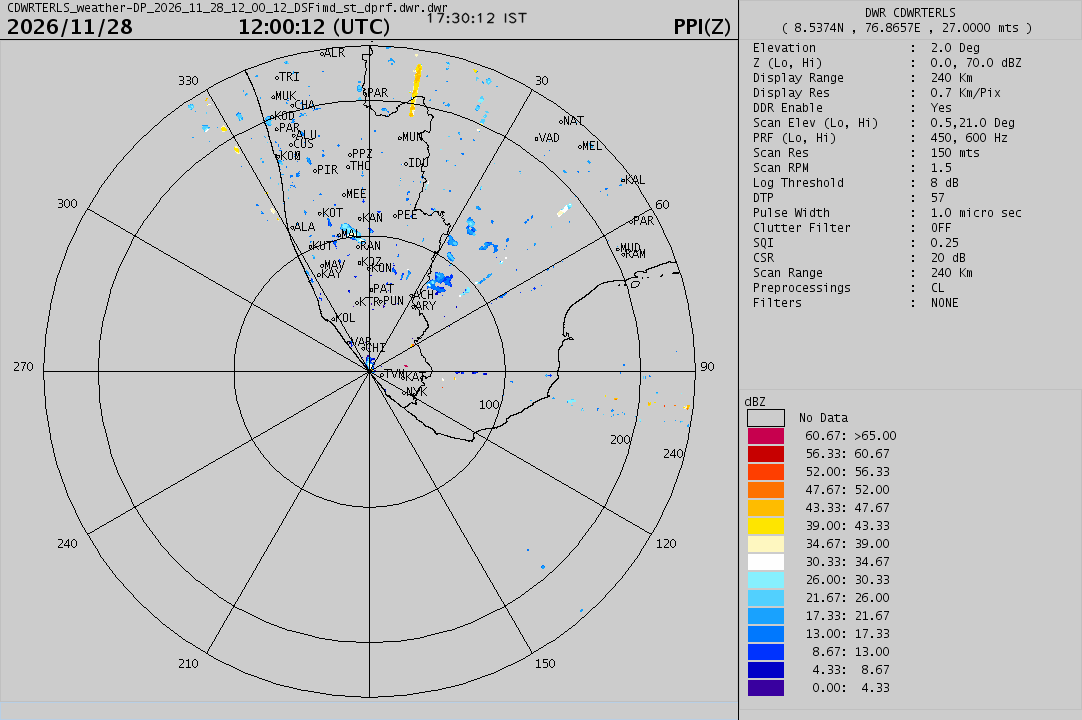 CDWRTERLS_weather-DP_2026_11_28_12_00_12_DSFimd_st_dprf.dwr.dwr
17:30:12 IST
2026/11/28 12:00:12 (UTC) PPI(Z)
DWR CDWRTERLS
( 8.5374N , 76.8657E , 27.0000 mts )
Elevation : 2.0 Deg
Z (Lo, Hi) : 0.0, 70.0 dBZ
Display Range : 240 Km
Display Res : 0.7 Km/Pix
DDR Enable : Yes
Scan Elev (Lo, Hi) : 0.5,21.0 Deg
PRF (Lo, Hi) : 450, 600 Hz
Scan Res : 150 mts
Scan RPM : 1.5
Log Threshold : 8 dB
DTP : 57
Pulse Width : 1.0 micro sec
Clutter Filter : OFF
SQI : 0.25
CSR : 20 dB
Scan Range : 240 Km
Preprocessings : CL
Filters : NONE
ALR
330 TRI 30
MUK PAR
CHA
KOD NAT
PAR
ALU MUN VAD
CUS MEL
KOM PPZ
THO IDU
PIR
KAL
MEE
300 60
KOT KAN PEE PAR
ALA
MAL
KUT RAN MUD
RAM
MAV KOZ
KAY KON
PAT
ACH
KTR PUN ARY
KOL
VAR
CHI
270 90
TVM KAT
NYK
100
200
240
240 120
210 150
dBZ
No Data
60.67: >65.00
56.33: 60.67
52.00: 56.33
47.67: 52.00
43.33: 47.67
39.00: 43.33
34.67: 39.00
30.33: 34.67
26.00: 30.33
21.67: 26.00
17.33: 21.67
13.00: 17.33
8.67: 13.00
4.33: 8.67
0.00: 4.33